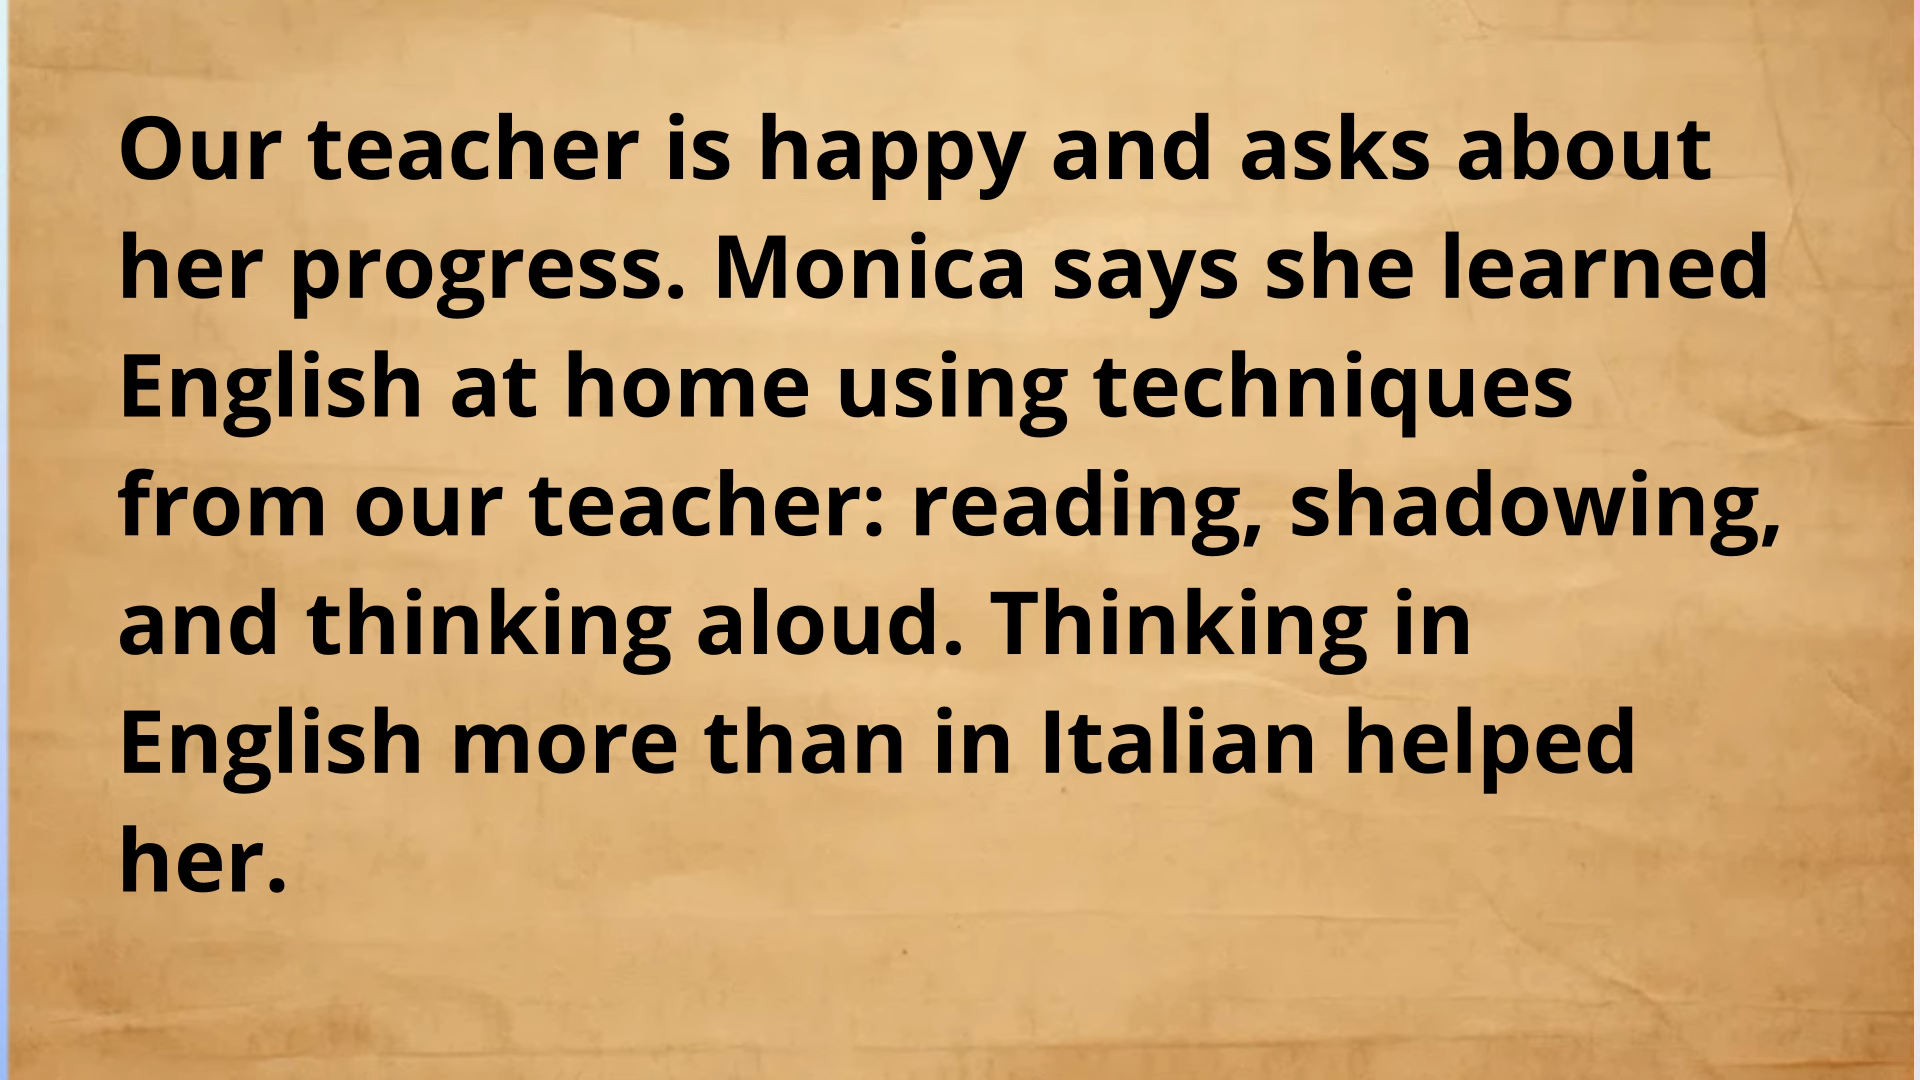 Our teacher is happy and asks about
her progress. Monica says she learned
English at home using techniques
from our teacher: reading, shadowing,
and thinking aloud. Thinking in
English more than in Italian helped
her.